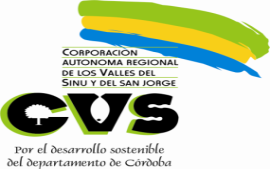 CORPORACIÓN
AUTONOMA REGIONAL
DE LOS VALLES DEL
SINU Y DEL SAN JORGE
CVS
Por el desarrollo sostenible
del departamento de Córdoba